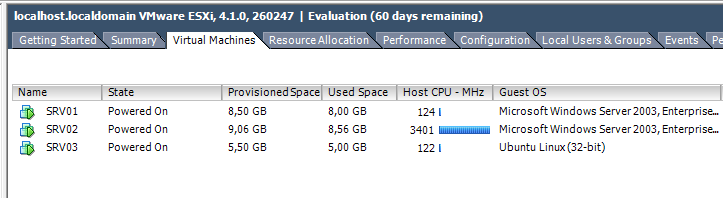 localhost.localdomain VMware ESXi, 4.1.0, 260247 | Evaluation (60 days remaining)
Getting Started Summary Virtual Machines Resource Allocation Performance Configuration Local Users & Groups Events Pe
Name State Provisioned Space Used Space Host CPU - MHz Guest OS
SRV01 Powered On 8,50 GB 8,00 GB 124 Microsoft Windows Server 2003, Enterprise...
SRV02 Powered On 9,06 GB 8,56 GB 3401 Microsoft Windows Server 2003, Enterprise...
SRV03 Powered On 5,50 GB 5,00 GB 122 Ubuntu Linux (32-bit)